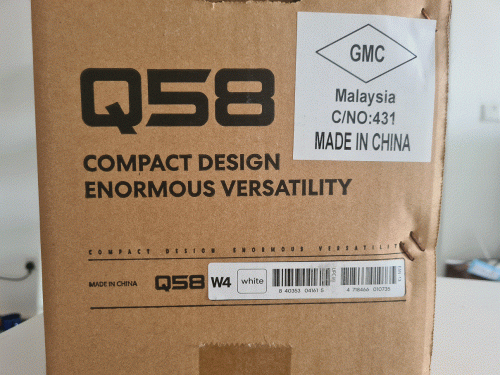 GMC
Malaysia
C/NO:431
MADE IN CHINA
Q58
COMPACT DESIGN
ENORMOUS VERSATILITY
COMPACT DESIGN ENORMOUS VERSATILITY
MADE IN CHINA Q58 W4 white